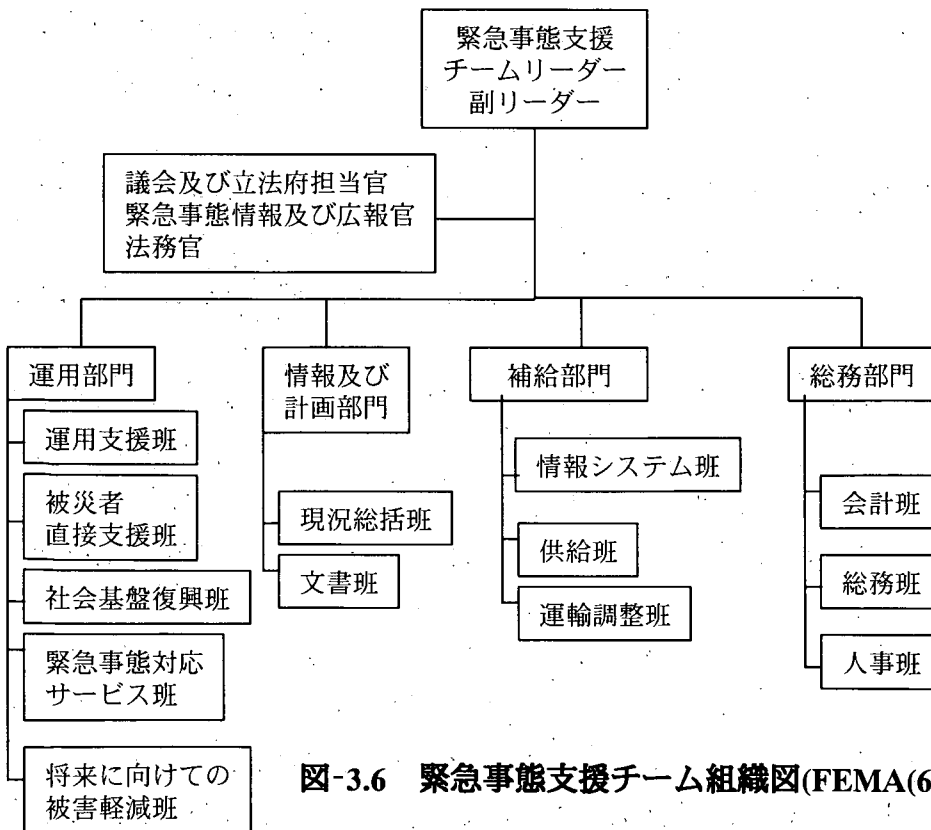 緊急事態支援
チームリーダー
副リーダー
議会及び立法府担当官
緊急事態情報及び広報官
法務官
運用部門
運用支援班
被災者
直接支援班
社会基盤復興班
緊急事態対応
サービス班
将来に向けての
被害軽減班
情報及び
計画部門
現況総括班
文書班
補給部門
情報システム班
供給班
運輸調整班
総務部門
会計班
総務班
人事班
図-3.6 緊急事態支援チーム組織図(FEMA(6